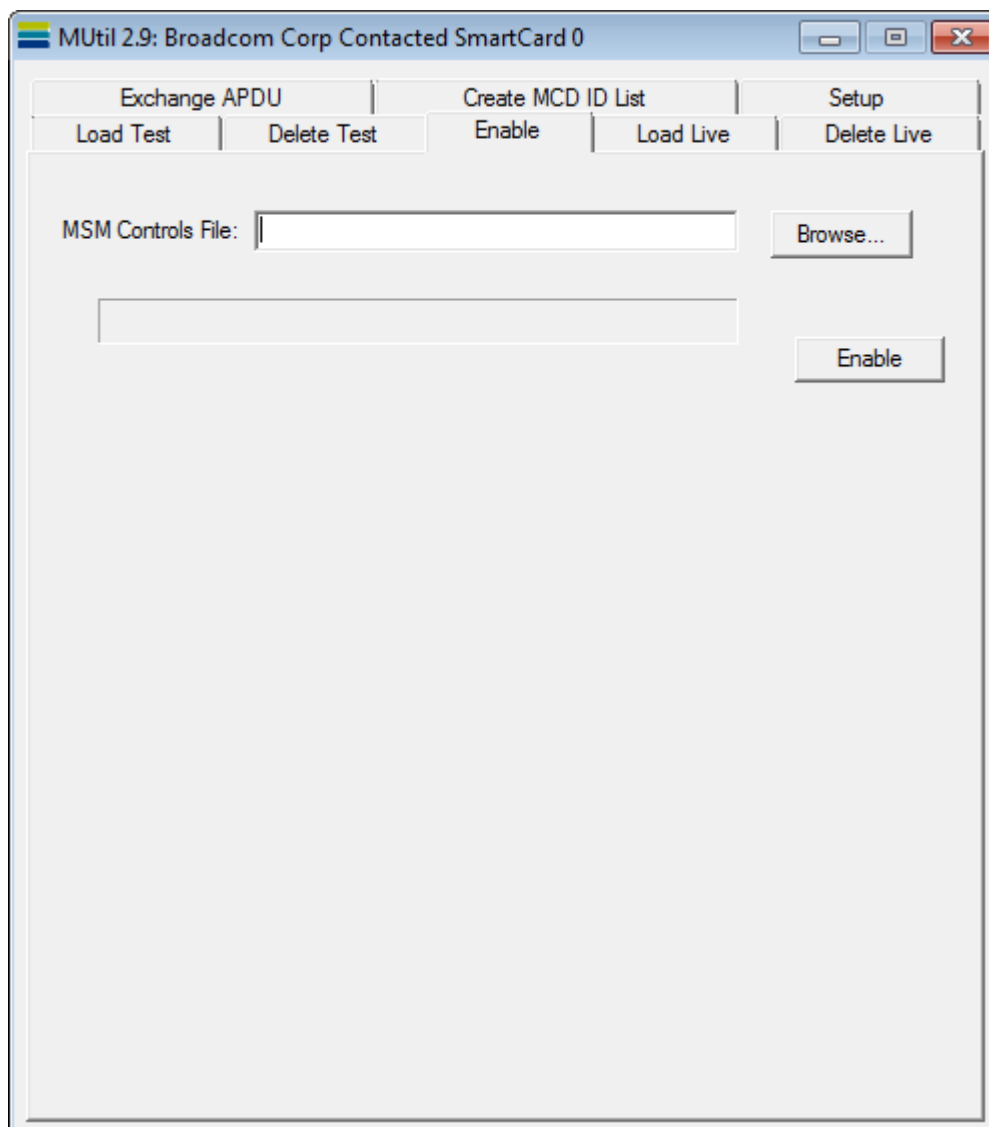 MUtil 2.9: Broadcom Corp Contacted SmartCard 0
Exchange APDU Create MCD ID List Setup
Load Test Delete Test Enable Load Live Delete Live
MSM Controls File: Browse...
Enable